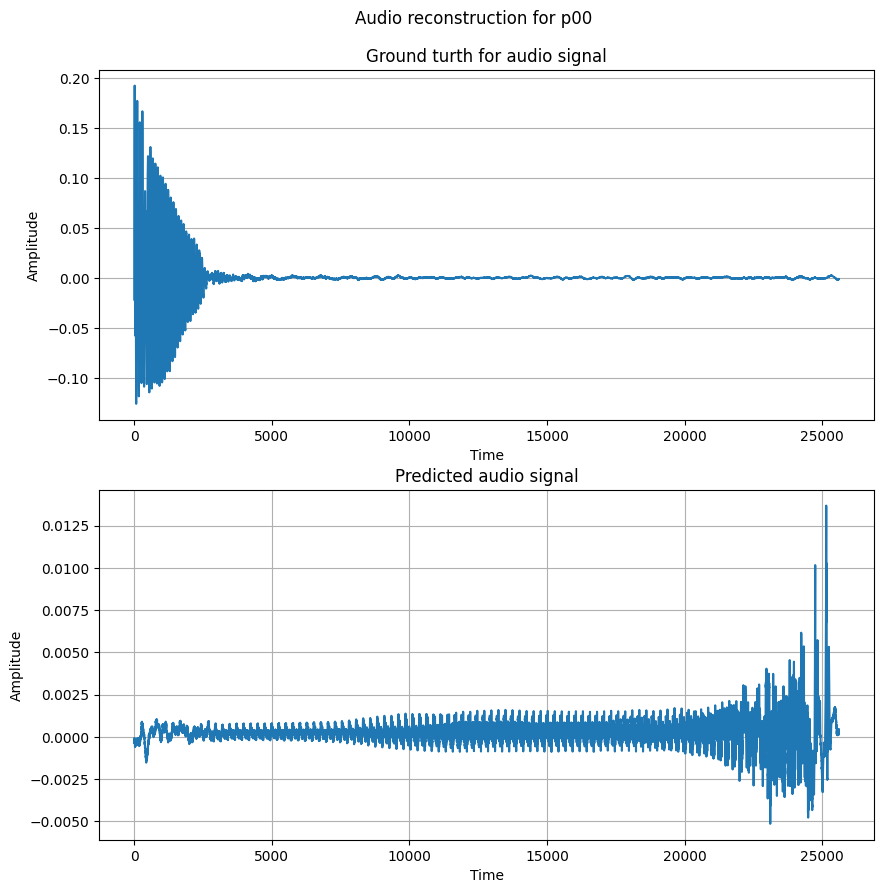 Audio reconstruction for p00
Ground turth for audio signal
0.20
0.15
0.10
0.05
0.00
−0.05
−0.10
Amplitude
0 5000 10000 15000 20000 25000
Time
Predicted audio signal
0.0125
0.0100
0.0075
0.0050
0.0025
0.0000
−0.0025
−0.0050
Amplitude
0 5000 10000 15000 20000 25000
Time